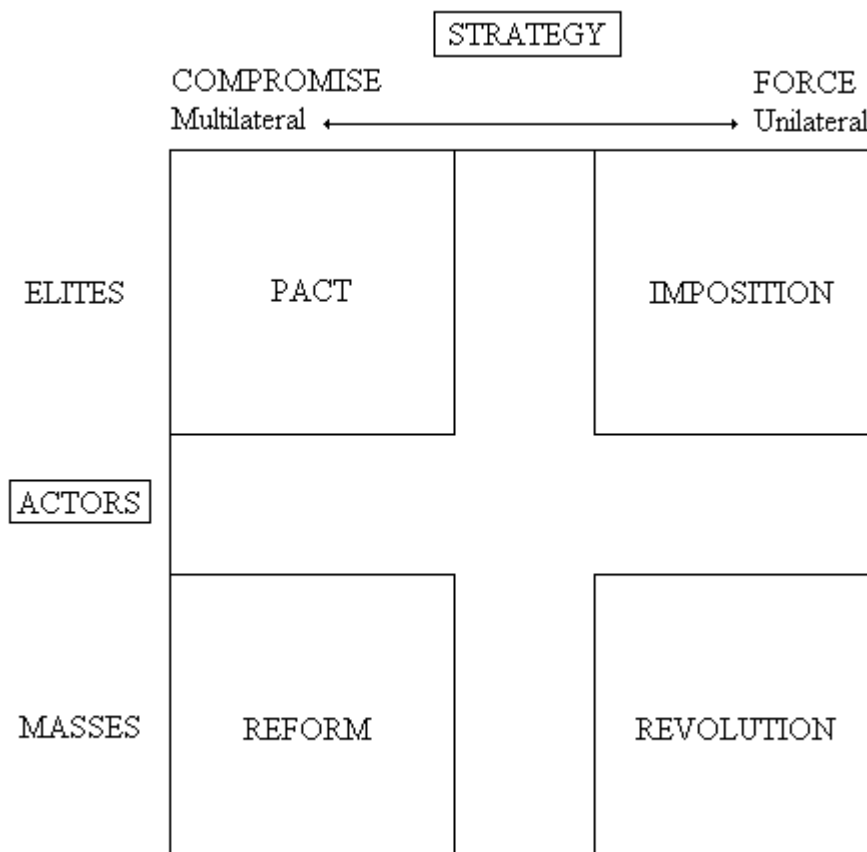 STRATEGY
COMPROMISE
FORCE
Multilateral
Unilateral
ELITES
PACT
IMPOSITION
ACTORS
MASSES
REFORM
REVOLUTION